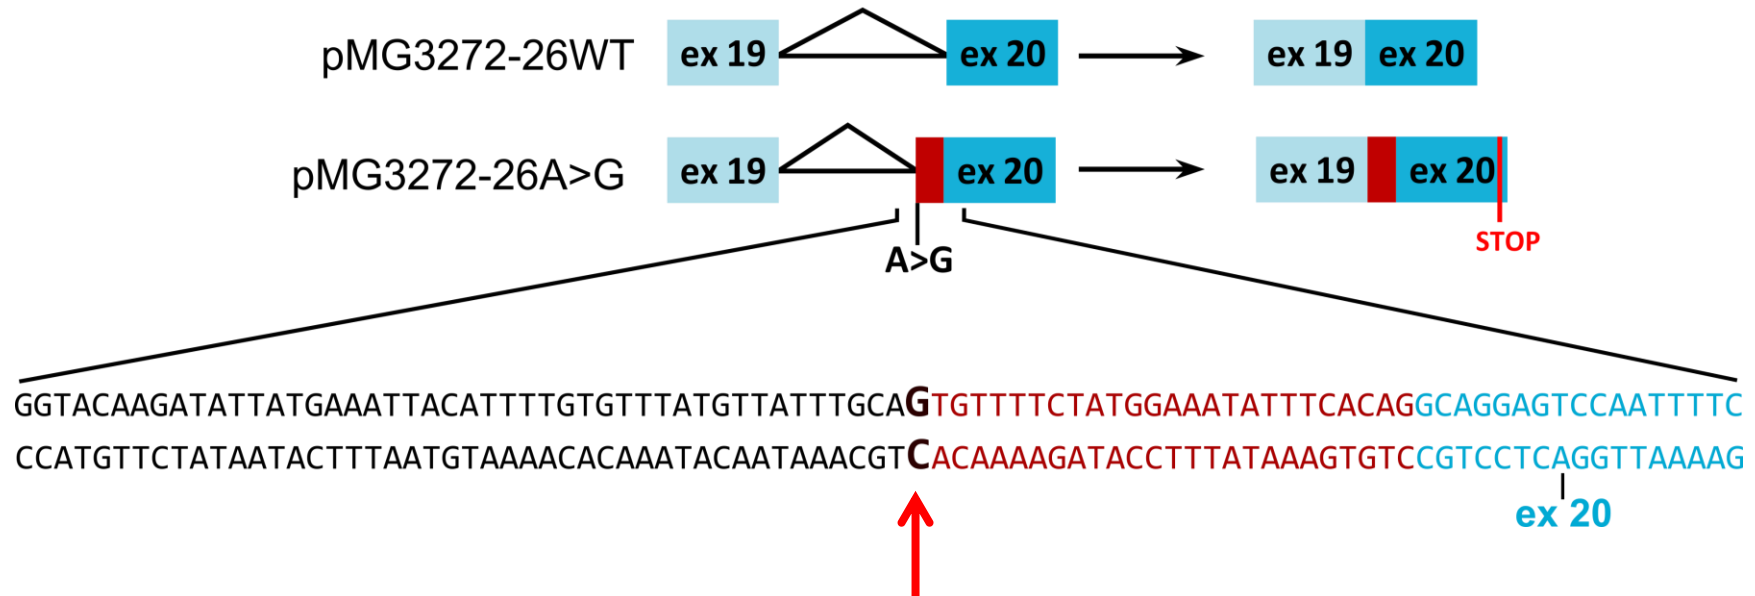 pMG3272-26WT ex 19 ex 20 ex 19 ex 20
pMG3272-26A>G ex 19 ex 20 ex 19 ex 20
STOP
A>G
GGTACAAGATATTATGAAATTACATTTTGTGTTTATGTTATTTGCAGTGTTTTCTATGGAAATATTTCACAGGCAGGAGTCCAATTTTC
CCATGTTCTATAATACTTTAATGTAAAACACAAATACAATAAACGTCACAAAAGATACCTTTATAAAGTGTCCGTCCTCAGGTTAAAAG
ex 20